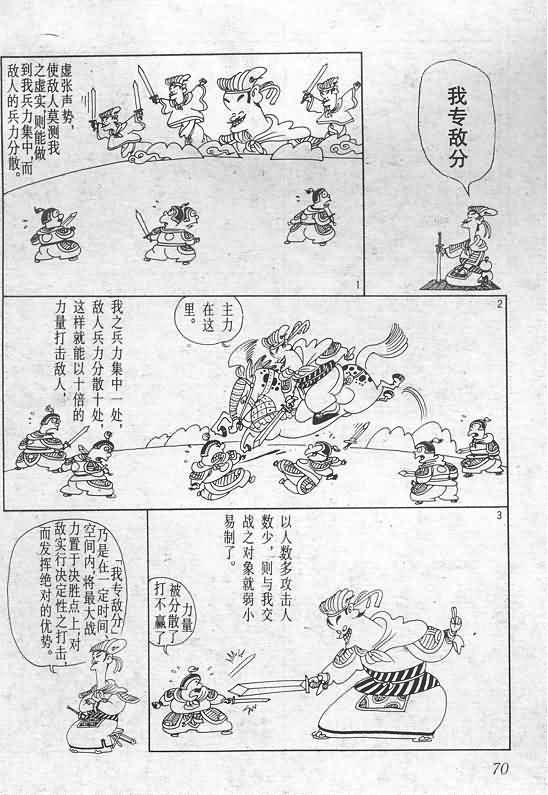 我专敌分
虚张声势，
使敌人莫测我
之虚实，则能做
到我兵力集中，而
敌人的兵力分散。
1
2
主力
在这
里。
我之兵力集中一处，
敌人兵力分散十处，
这样就能以十倍的
力量打击敌人，
3
以人数多攻击人
数少，则与我交
战之对象就弱小
易制了。
力量
被分散了
打不赢了
「我专敌分」
乃是在一定时间、
空间内，将最大战
力置于决胜点上，对
敌实行决定性之打击，
而发挥绝对的优势。
70